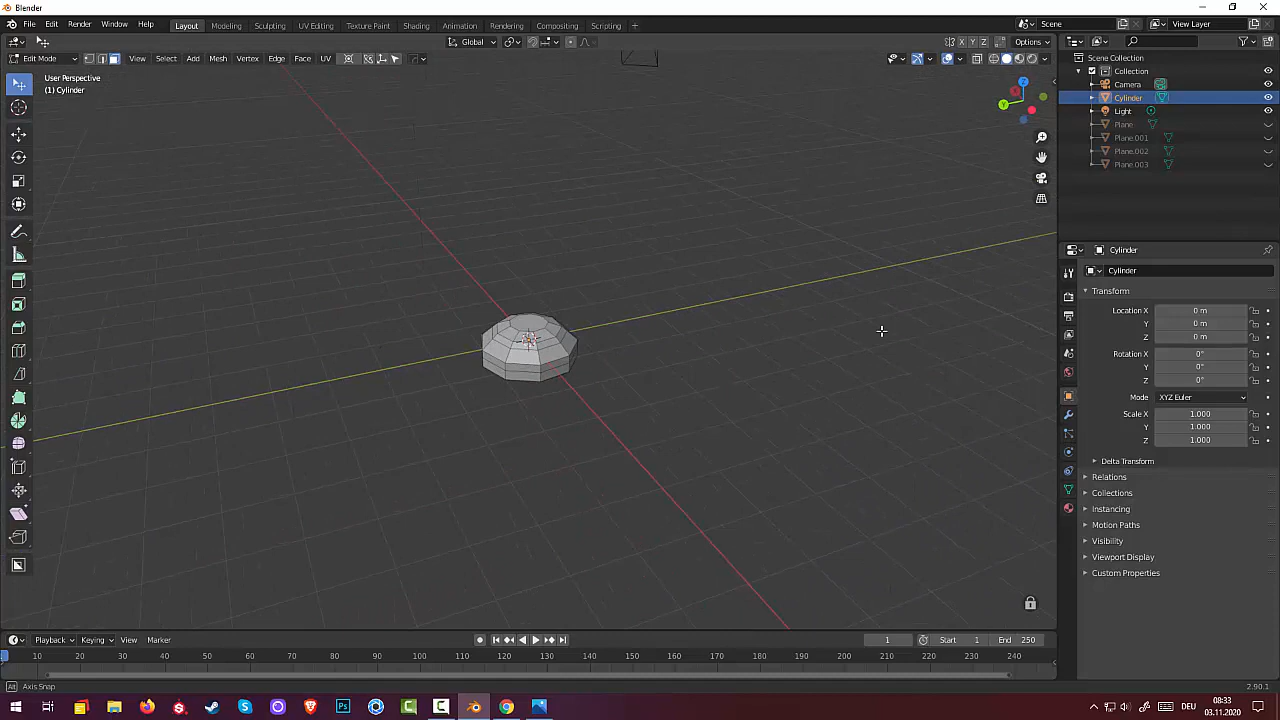 Blender
File Edit Render Window Help
Layout Modeling Sculpting UV Editing Texture Paint Shading Animation Rendering Compositing Scripting +
Scene
View Layer
Global
X Y Z
Options
Edit Mode
View Select Add Mesh Vertex Edge Face UV
User Perspective
(1) Cylinder
Z
Y
Scene Collection
Collection
Camera
Cylinder
Light
Plane
Plane.001
Plane.002
Plane.003
Cylinder
Cylinder
Transform
Location X 0 m
Y 0 m
Z 0 m
Rotation X 0°
Y 0°
Z 0°
Mode XYZ Euler
Scale X 1.000
Y 1.000
Z 1.000
Delta Transform
Relations
Collections
Instancing
Motion Paths
Visibility
Viewport Display
Custom Properties
Playback Keying View Marker
1
Start 1
End 250
10 20 30 40 50 60 70 80 90 100 110 120 130 140 150 160 170 180 190 200 210 220 230 240
Alt Axis Snap
2.90.1
DEU
08:33
03.11.2020